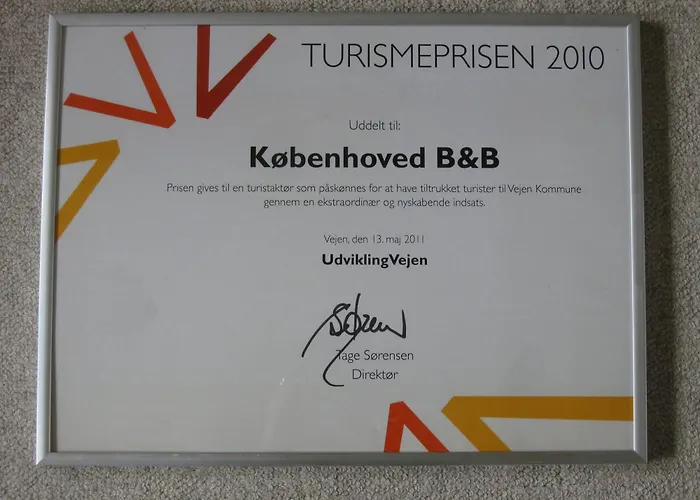 TURISMEPRISEN 2010
Uddelt til:
Københoved B&B
Prisen gives til en turistaktør som påskønnes for at have tiltrukket turister til Vejen Kommune
gennem en ekstraordinær og nyskabende indsats.
Vejen, den 13. maj 2011
UdviklingVejen
Sören
Tage Sørensen
Direktør